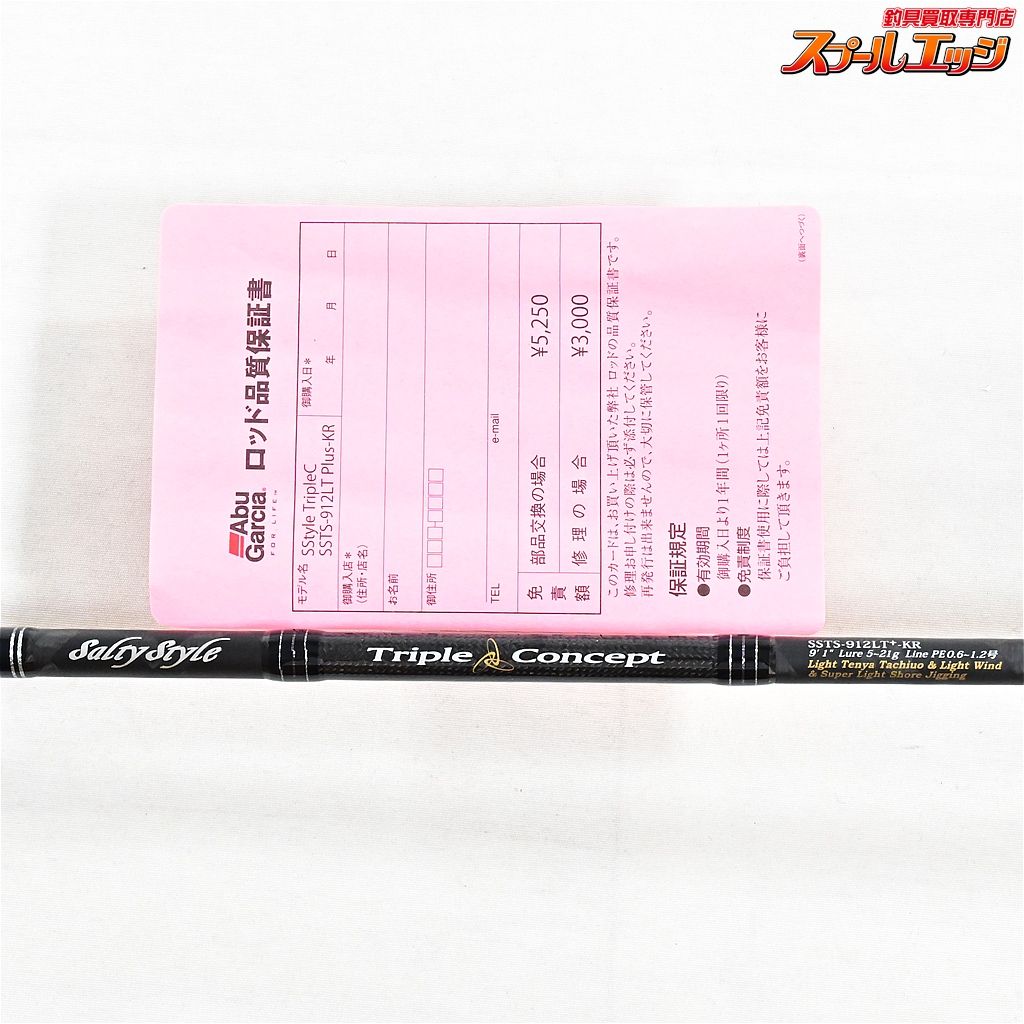 釣具買取専門店
スプールエッジ
Abu
Garcia®
FOR LIFE™
ロッド品質保証書
モデル名 SStyle TripleC
SSTS-912LT Plus-KR
御購入日*
年 月 日
御購入店*
(住所・店名)
お名前
御住所
TEL
e-mail
免責額
部品交換の場合 ¥5,250
修理の場合 ¥3,000
このカードは、お買い上げ頂いた弊社 ロッドの品質保証書です。
修理お申し付けの際は必ず添付してください。
再発行は出来ませんので、大切に保管してください。
保証規定
●有効期間
御購入日より1年間(1ヶ所1回限り)
●免責制度
保証書使用に際しては上記免責額をお客様に
ご負担して頂きます。
(裏面へつづく)
Salty Style
Triple Concept
SSTS-912LT+-KR
9'1" Lure 5~21g Line PE0.6~1.2号
Light Tenya Tachiuo & Light Wind
& Super Light Shore Jigging